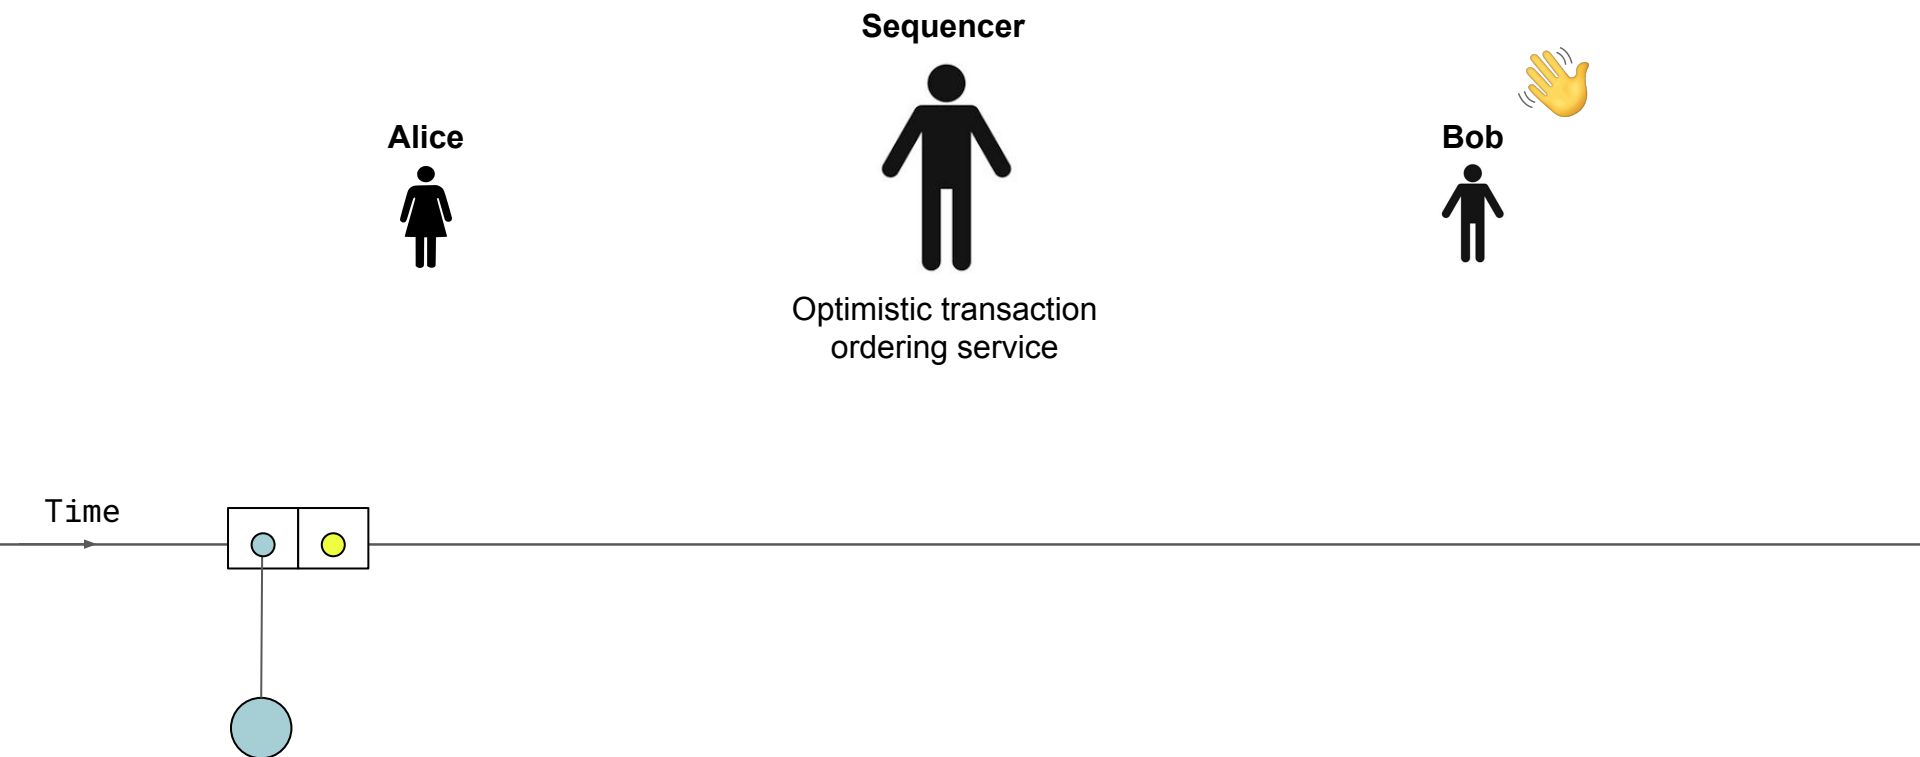 Sequencer
Alice
Bob
Optimistic transaction
ordering service
Time